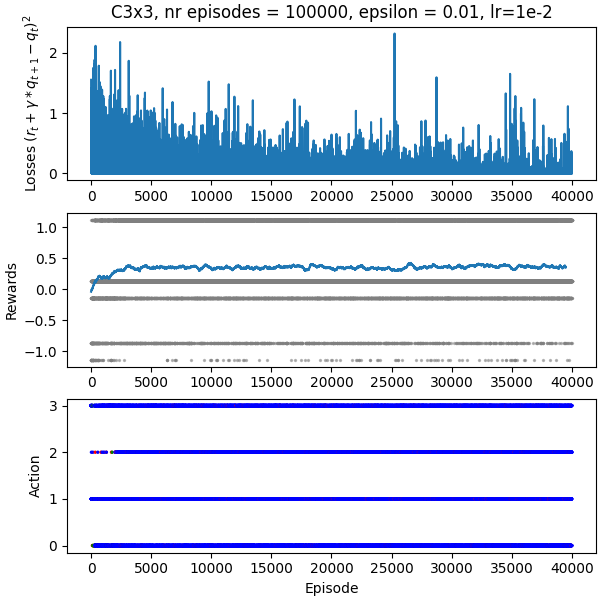 C3x3, nr episodes = 100000, epsilon = 0.01, lr=1e-2
Losses $(r_t + \gamma * q_{t+1} - q_t)^2$
2
1
0
0 5000 10000 15000 20000 25000 30000 35000 40000
Rewards
1.0
0.5
0.0
−0.5
−1.0
0 5000 10000 15000 20000 25000 30000 35000 40000
Action
3
2
1
0
0 5000 10000 15000 20000 25000 30000 35000 40000
Episode